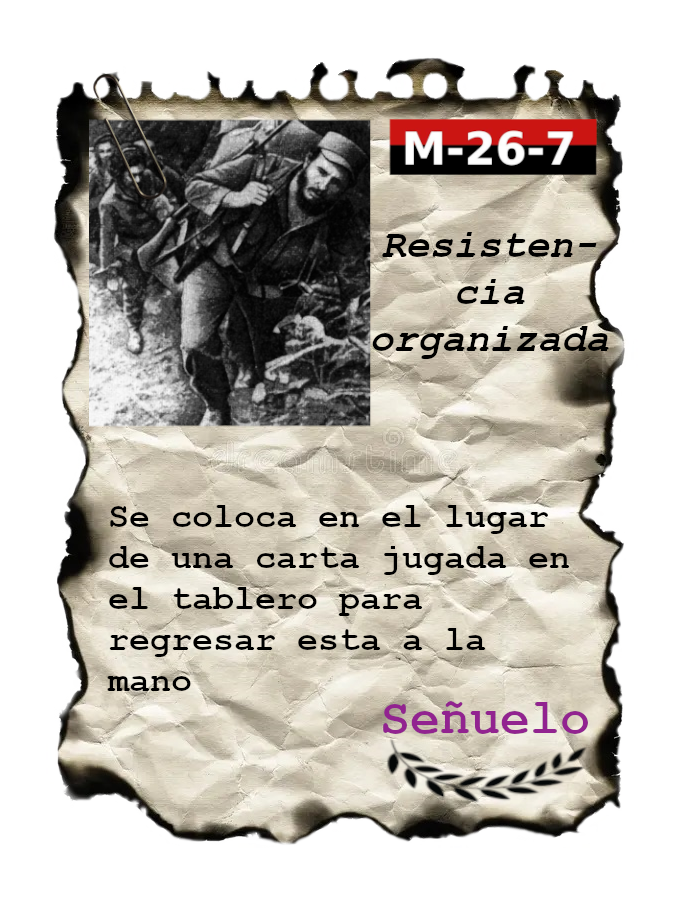 M-26-7
Resisten-
cia
organizada
dreamstime
Se coloca en el lugar
de una carta jugada en
el tablero para
regresar esta a la
mano
Señuelo